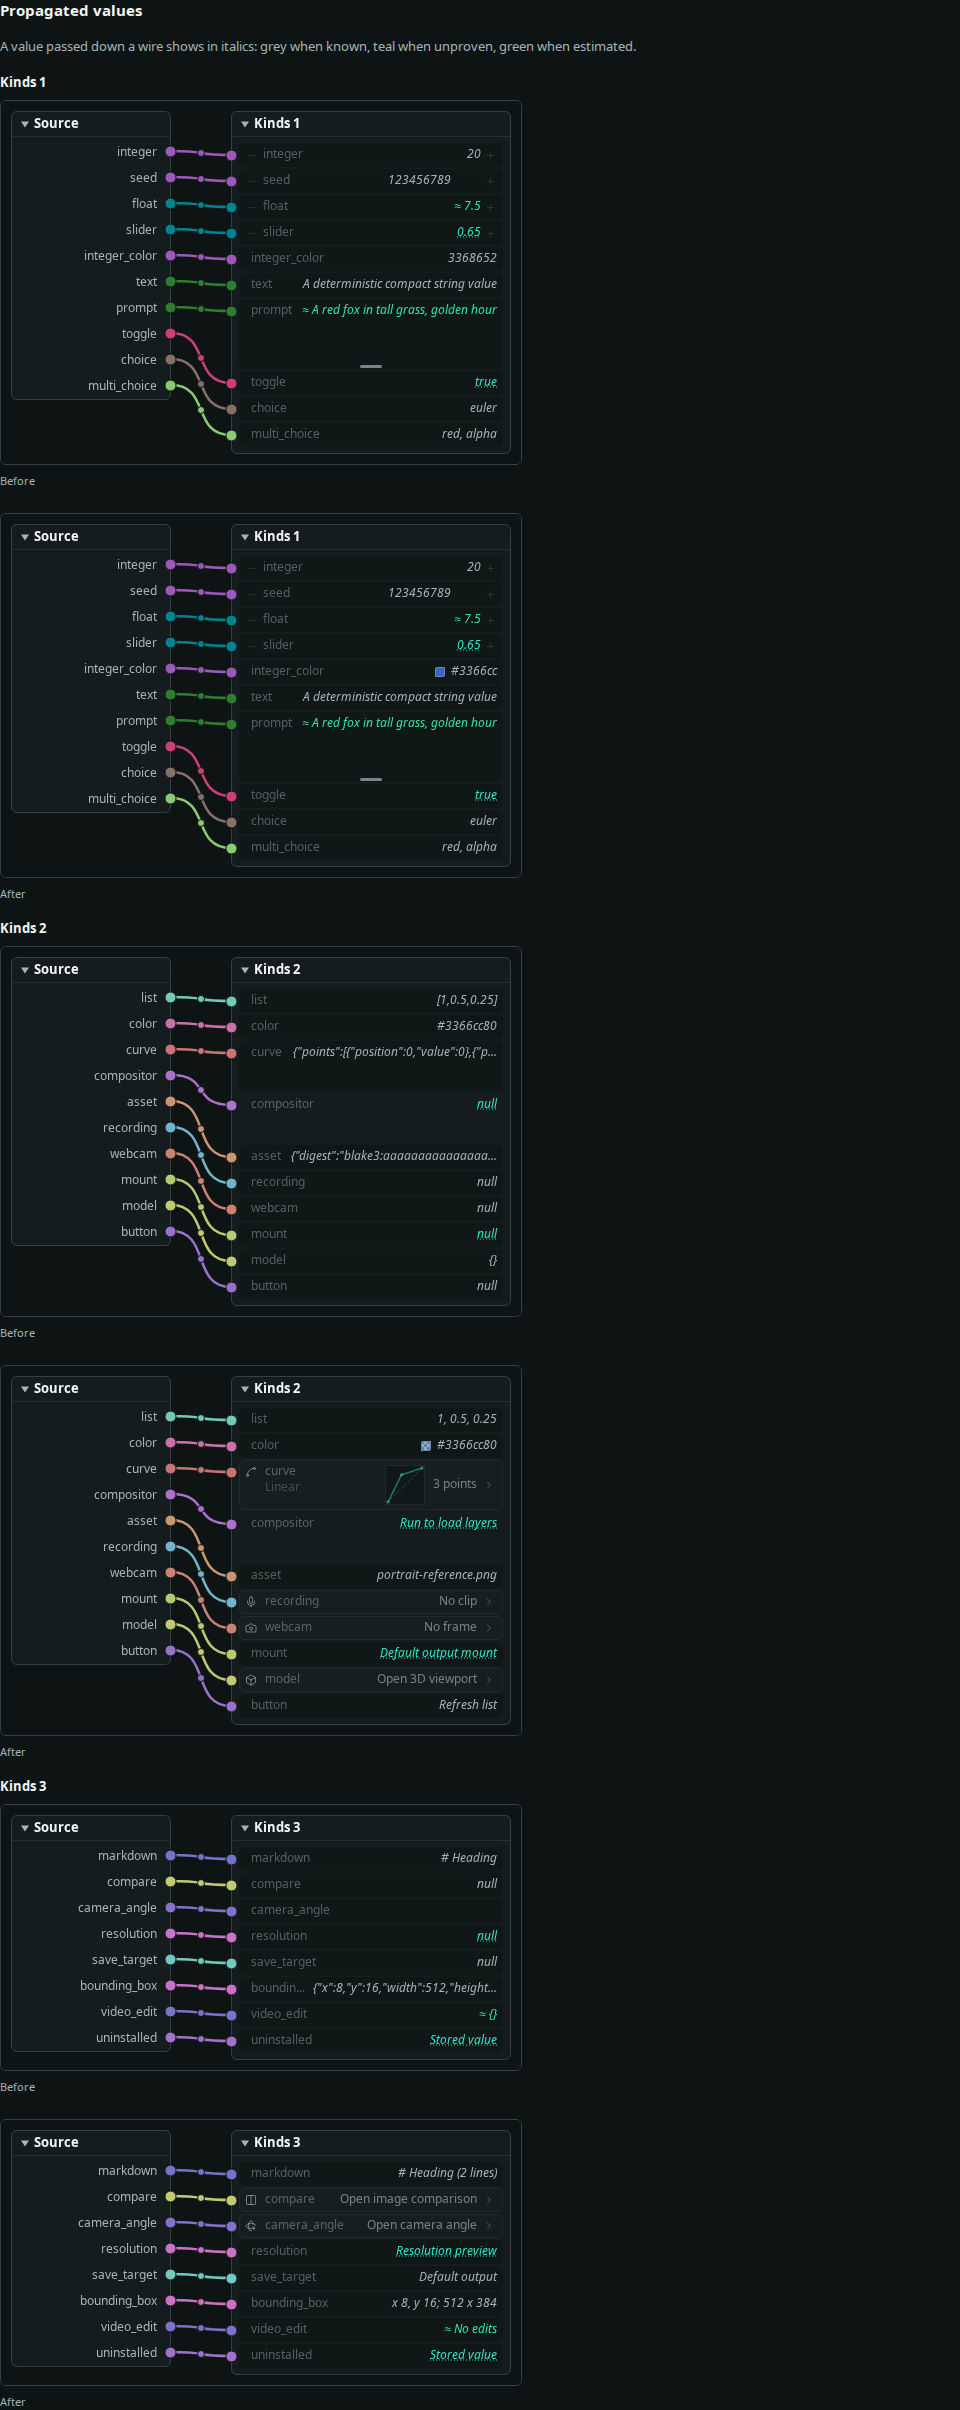 Propagated values
A value passed down a wire shows in italics: grey when known, teal when unproven, green when estimated.
Kinds 1
Source
integer
seed
float
slider
integer_color
text
prompt
toggle
choice
multi_choice
Kinds 1
− integer 20 +
− seed 123456789 +
− float ≈ 7.5 +
− slider 0.65 +
integer_color 3368652
text A deterministic compact string value
prompt ≈ A red fox in tall grass, golden hour
toggle true
choice euler
multi_choice red, alpha
Before
Source
integer
seed
float
slider
integer_color
text
prompt
toggle
choice
multi_choice
Kinds 1
− integer 20 +
− seed 123456789 +
− float ≈ 7.5 +
− slider 0.65 +
integer_color #3366cc
text A deterministic compact string value
prompt ≈ A red fox in tall grass, golden hour
toggle true
choice euler
multi_choice red, alpha
After
Kinds 2
Source
list
color
curve
compositor
asset
recording
webcam
mount
model
button
Kinds 2
list [1,0.5,0.25]
color #3366cc80
curve {"points":[{"position":0,"value":0},{"p...
compositor null
asset {"digest":"blake3:aaaaaaaaaaaaaaa...
recording null
webcam null
mount null
model {}
button null
Before
Source
list
color
curve
compositor
asset
recording
webcam
mount
model
button
Kinds 2
list 1, 0.5, 0.25
color #3366cc80
curve
Linear
3 points
compositor Run to load layers
asset portrait-reference.png
recording No clip
webcam No frame
mount Default output mount
model Open 3D viewport
button Refresh list
After
Kinds 3
Source
markdown
compare
camera_angle
resolution
save_target
bounding_box
video_edit
uninstalled
Kinds 3
markdown # Heading
compare null
camera_angle
resolution null
save_target null
boundin... {"x":8,"y":16,"width":512,"height...
video_edit ≈ {}
uninstalled Stored value
Before
Source
markdown
compare
camera_angle
resolution
save_target
bounding_box
video_edit
uninstalled
Kinds 3
markdown # Heading (2 lines)
compare Open image comparison
camera_angle Open camera angle
resolution Resolution preview
save_target Default output
bounding_box x 8, y 16; 512 x 384
video_edit ≈ No edits
uninstalled Stored value
After